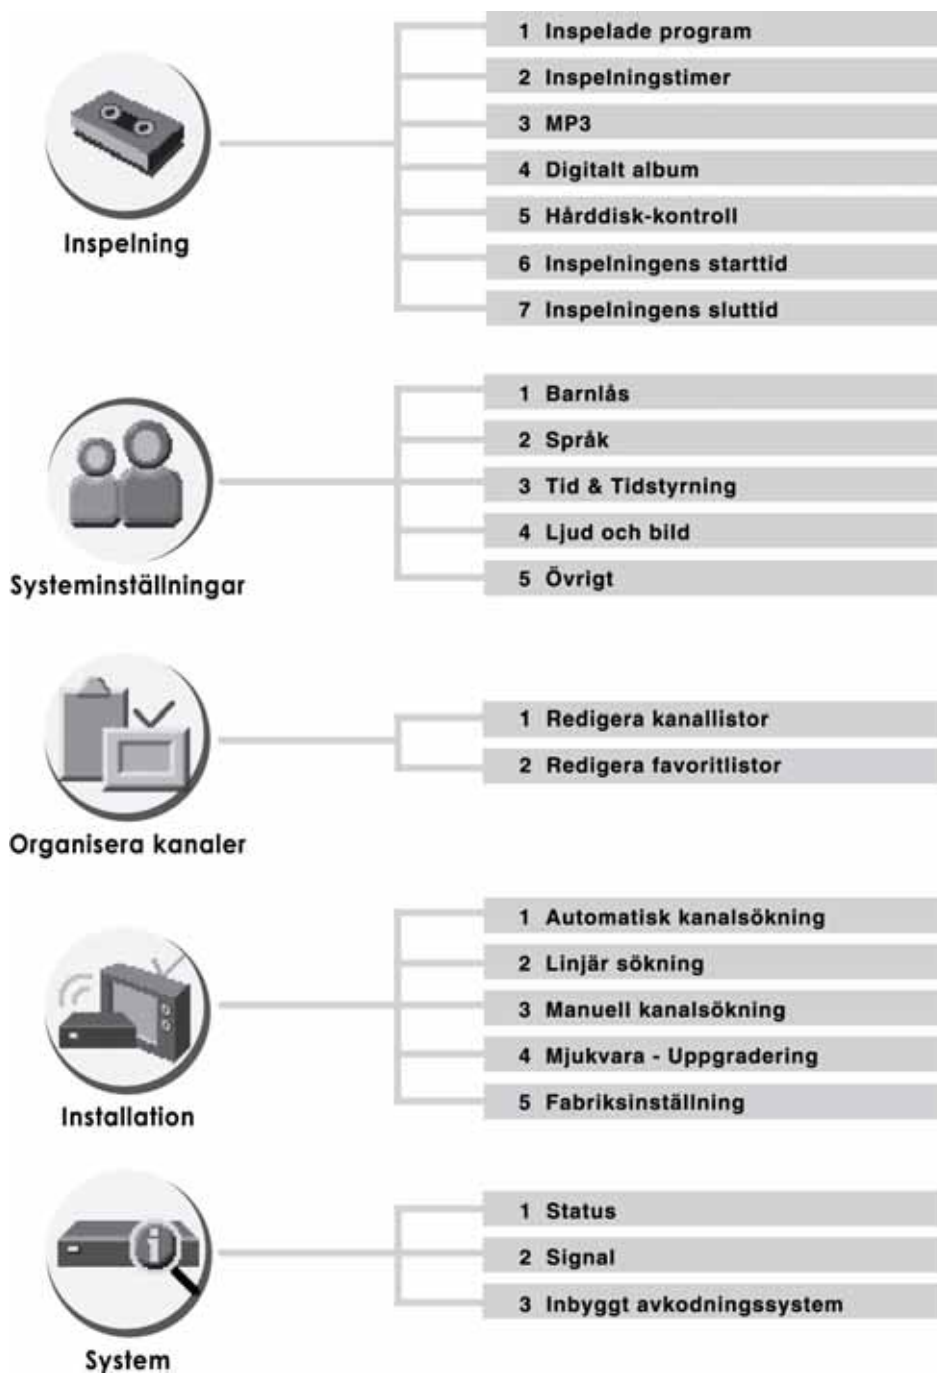 1 Inspelade program
2 Inspelningstimer
3 MP3
4 Digitalt album
5 Hårddisk-kontroll
6 Inspelningens starttid
7 Inspelningens sluttid
Inspelning
1 Barnlås
2 Språk
3 Tid & Tidstyrning
4 Ljud och bild
5 Övrigt
Systeminställningar
1 Redigera kanallistor
2 Redigera favoritlistor
Organisera kanaler
1 Automatisk kanalsökning
2 Linjär sökning
3 Manuell kanalsökning
4 Mjukvara - Uppgradering
5 Fabriksinställning
Installation
1 Status
2 Signal
3 Inbyggt avkodningssystem
System